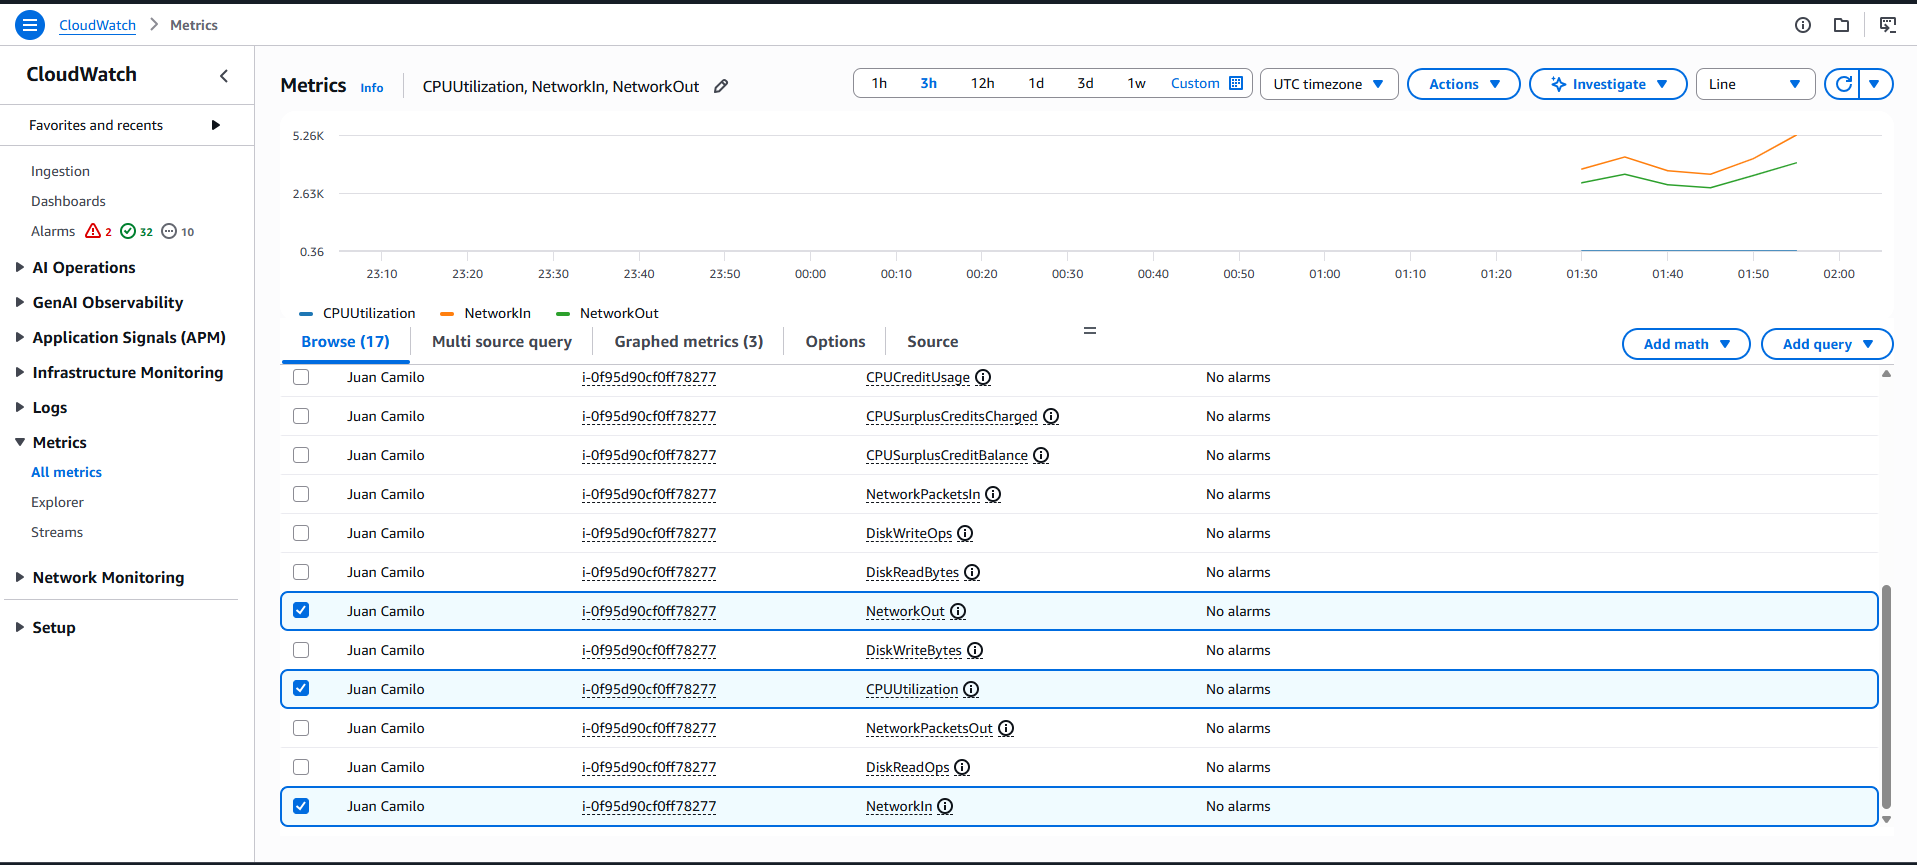 CloudWatch > Metrics
CloudWatch
Favorites and recents
Ingestion
Dashboards
Alarms 2 32 10
AI Operations
GenAI Observability
Application Signals (APM)
Infrastructure Monitoring
Logs
Metrics
All metrics
Explorer
Streams
Network Monitoring
Setup
Metrics Info CPUUtilization, NetworkIn, NetworkOut 1h 3h 12h 1d 3d 1w Custom UTC timezone Actions Investigate Line
5.26K
2.63K
0.36
23:10 23:20 23:30 23:40 23:50 00:00 00:10 00:20 00:30 00:40 00:50 01:00 01:10 01:20 01:30 01:40 01:50 02:00
CPUUtilization NetworkIn NetworkOut
Browse (17) Multi source query Graphed metrics (3) Options Source Add math Add query
Juan Camilo i-0f95d90cf0ff78277 CPUCreditUsage No alarms
Juan Camilo i-0f95d90cf0ff78277 CPUSurplusCreditsCharged No alarms
Juan Camilo i-0f95d90cf0ff78277 CPUSurplusCreditBalance No alarms
Juan Camilo i-0f95d90cf0ff78277 NetworkPacketsIn No alarms
Juan Camilo i-0f95d90cf0ff78277 DiskWriteOps No alarms
Juan Camilo i-0f95d90cf0ff78277 DiskReadBytes No alarms
Juan Camilo i-0f95d90cf0ff78277 NetworkOut No alarms
Juan Camilo i-0f95d90cf0ff78277 DiskWriteBytes No alarms
Juan Camilo i-0f95d90cf0ff78277 CPUUtilization No alarms
Juan Camilo i-0f95d90cf0ff78277 NetworkPacketsOut No alarms
Juan Camilo i-0f95d90cf0ff78277 DiskReadOps No alarms
Juan Camilo i-0f95d90cf0ff78277 NetworkIn No alarms